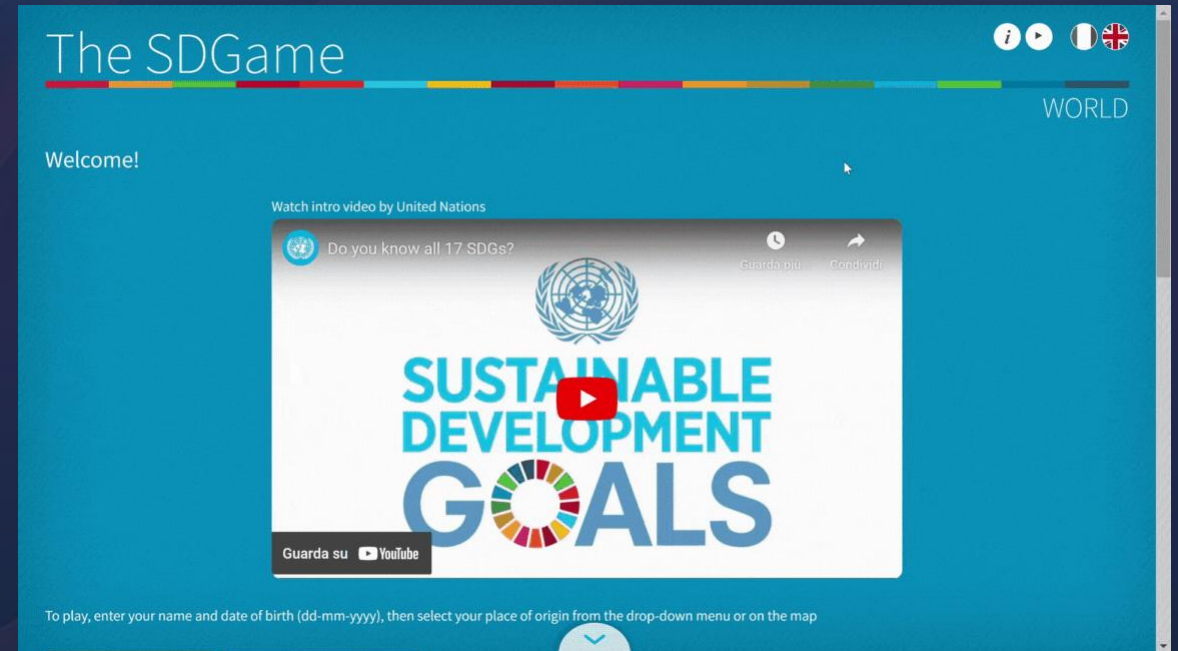 The SDGame
i
WORLD
Welcome!
Watch intro video by United Nations
Do you know all 17 SDGs?
Guarda più...
Condividi
SUSTAINABLE
DEVELOPMENT
GOALS
Guarda su YouTube
To play, enter your name and date of birth (dd-mm-yyyy), then select your place of origin from the drop-down menu or on the map